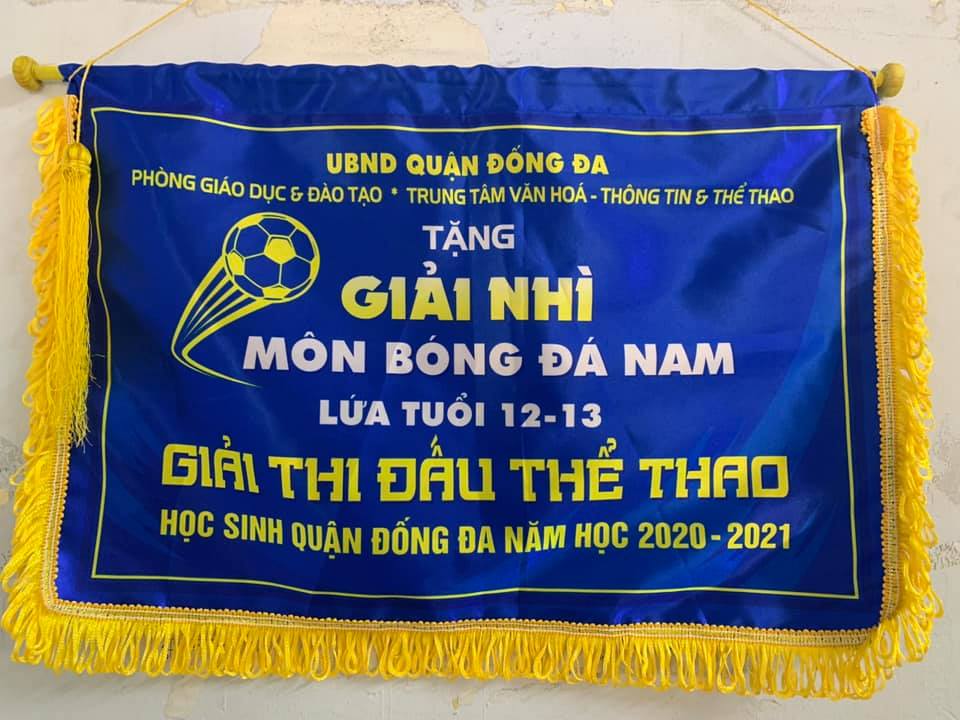 UBND QUẬN ĐỐNG ĐA
PHÒNG GIÁO DỤC & ĐÀO TẠO * TRUNG TÂM VĂN HOÁ - THÔNG TIN & THỂ THAO
TẶNG
GIẢI NHÌ
MÔN BÓNG ĐÁ NAM
LỨA TUỔI 12-13
GIẢI THI ĐẤU THỂ THAO
HỌC SINH QUẬN ĐỐNG ĐA NĂM HỌC 2020 - 2021